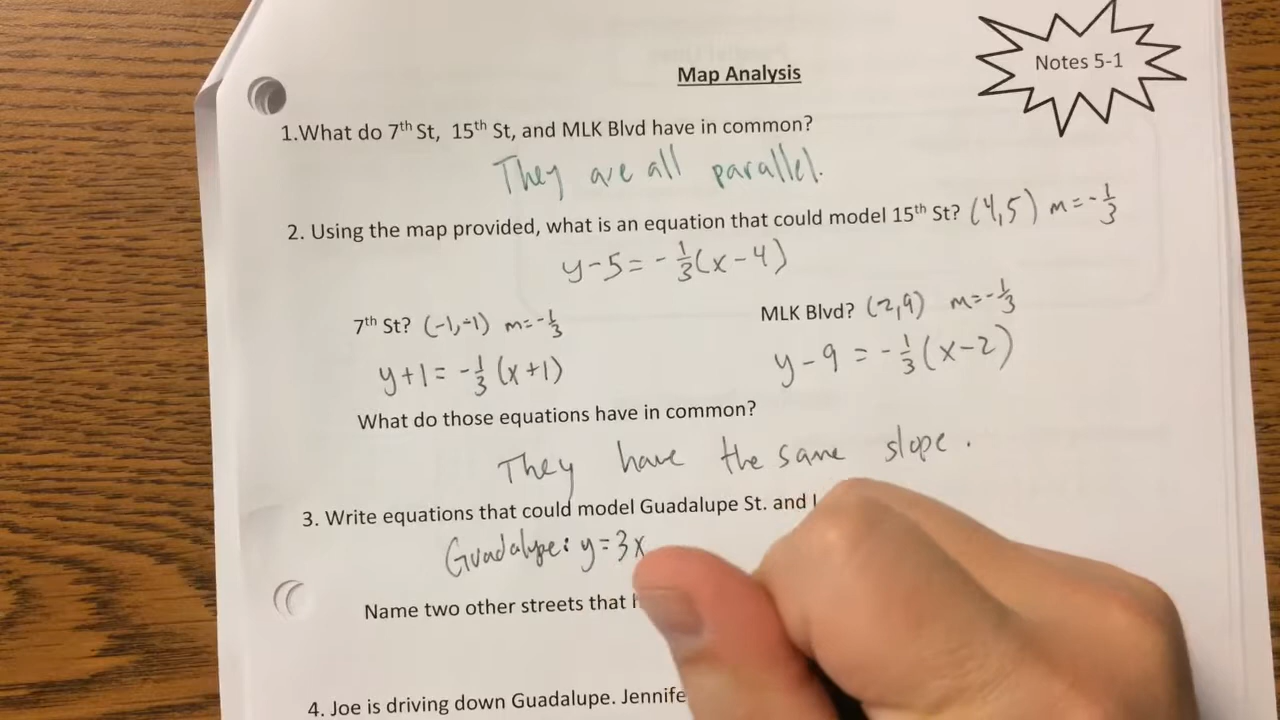 Map Analysis
Notes 5-1
1.What do 7th St, 15th St, and MLK Blvd have in common?
They are all parallel.
2. Using the map provided, what is an equation that could model 15th St? (4,5) m=-1/3
y-5=-1/3(x-4)
7th St? (-1,-1) m=-1/3
MLK Blvd? (2,9) m=-1/3
y+1=-1/3(x+1)
y-9=-1/3(x-2)
What do those equations have in common?
They have the same slope.
3. Write equations that could model Guadalupe St. and
Guadalupe: y=3x
Name two other streets that
4. Joe is driving down Guadalupe.